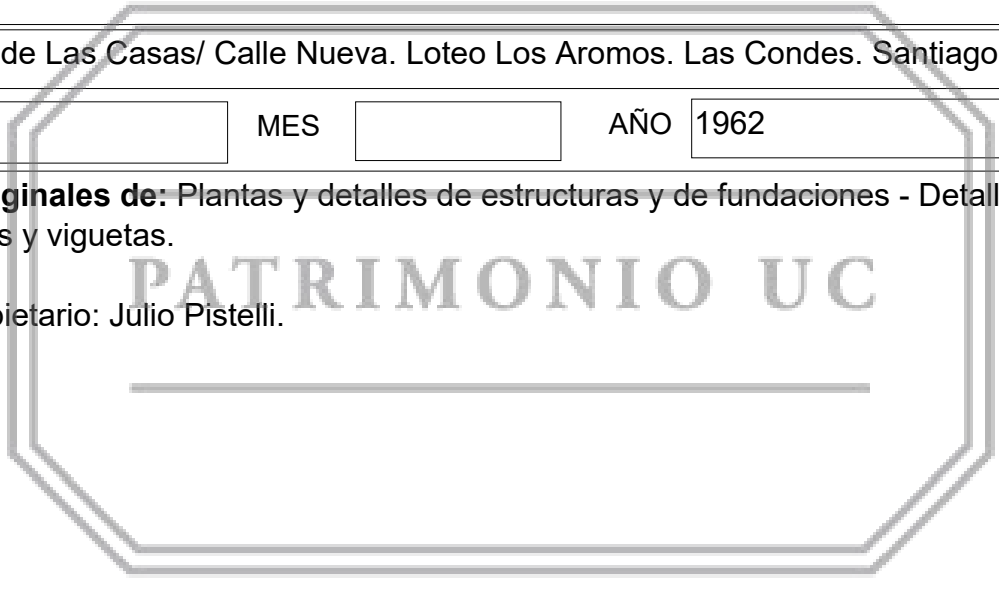 de Las Casas/ Calle Nueva. Loteo Los Aromos. Las Condes. Santiago
MES AÑO 1962
ginales de: Plantas y detalles de estructuras y de fundaciones - Detall
s y viguetas.
PATRIMONIO UC
pietario: Julio Pistelli.